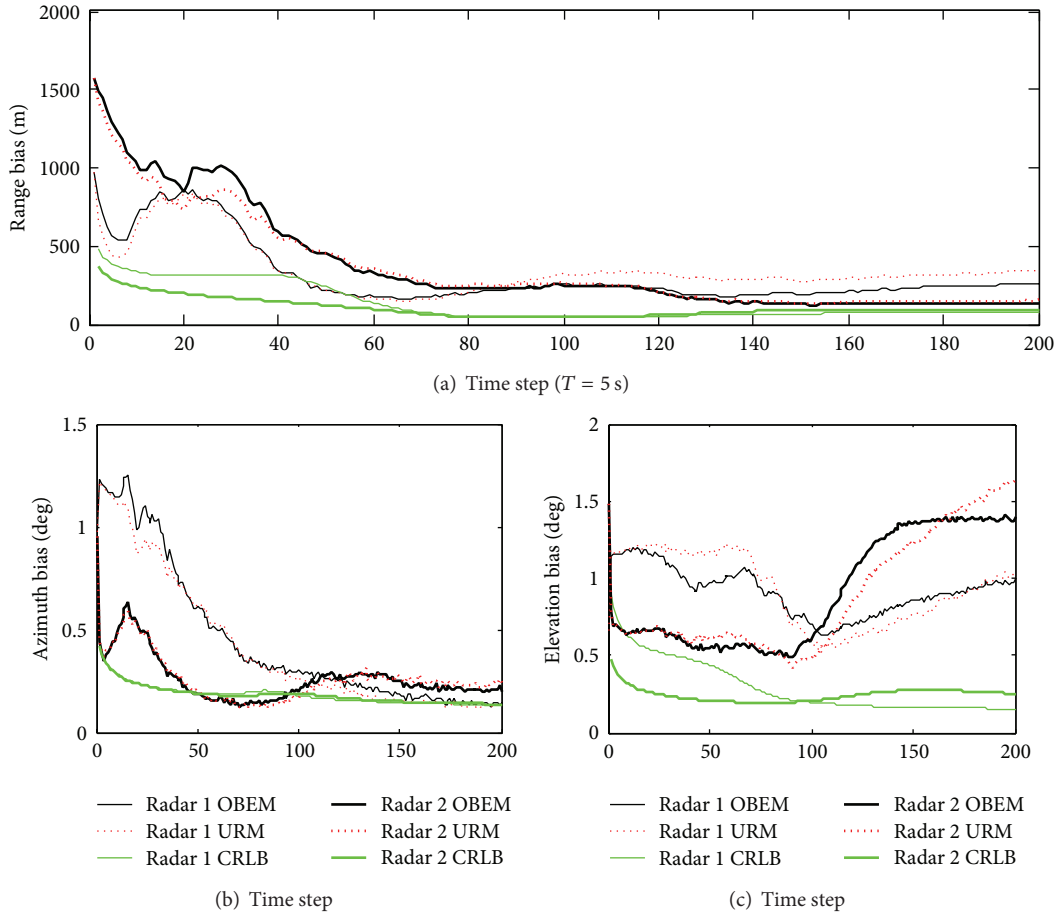 2000
1500
1000
500
0
Range bias (m)
0 20 40 60 80 100 120 140 160 180 200
(a) Time step (T = 5 s)
1.5
1
0.5
0
Azimuth bias (deg)
0 50 100 150 200
2
1.5
1
0.5
0
Elevation bias (deg)
0 50 100 150 200
Radar 1 OBEM
Radar 1 URM
Radar 1 CRLB
Radar 2 OBEM
Radar 2 URM
Radar 2 CRLB
(b) Time step
Radar 1 OBEM
Radar 1 URM
Radar 1 CRLB
Radar 2 OBEM
Radar 2 URM
Radar 2 CRLB
(c) Time step